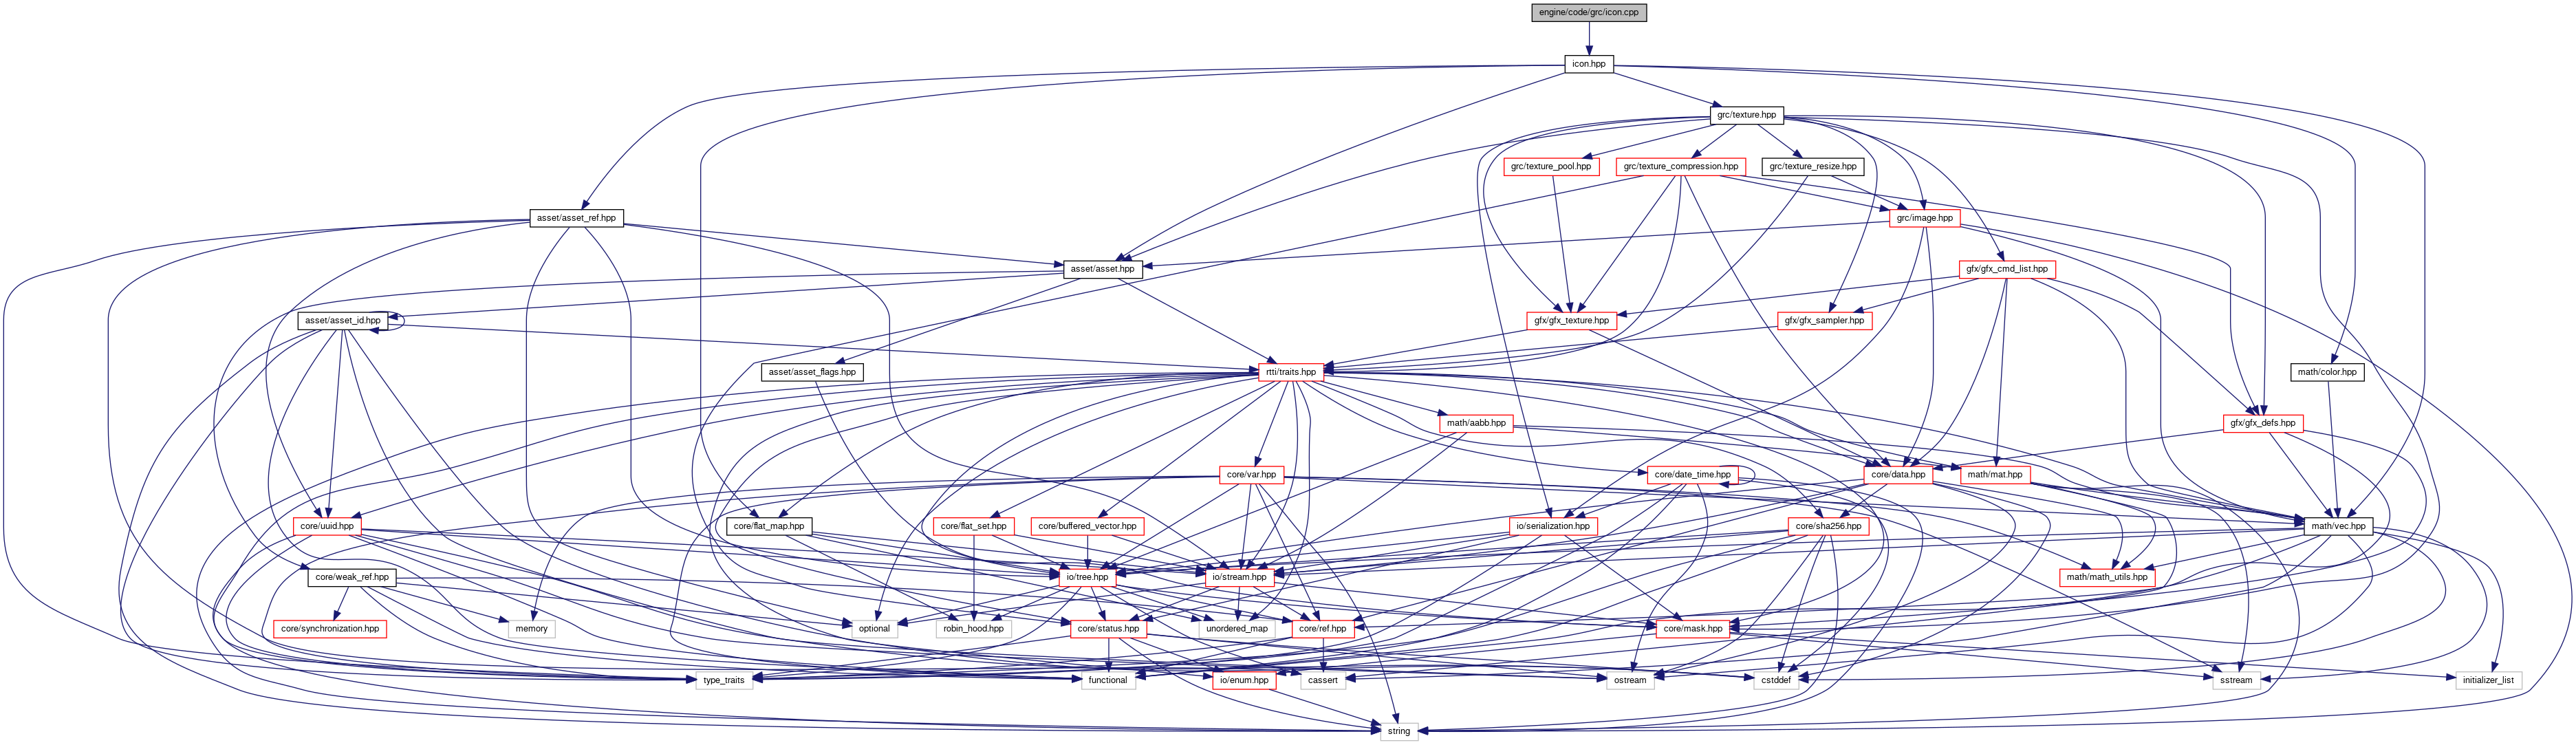 engine/code/grc/icon.cpp
icon.hpp
grc/texture.hpp
grc/texture_pool.hpp
grc/texture_compression.hpp
grc/texture_resize.hpp
asset/asset_ref.hpp
grc/image.hpp
asset/asset.hpp
gfx/gfx_cmd_list.hpp
asset/asset_id.hpp
gfx/gfx_texture.hpp
gfx/gfx_sampler.hpp
asset/asset_flags.hpp
rtti/traits.hpp
math/color.hpp
math/aabb.hpp
gfx/gfx_defs.hpp
core/var.hpp
core/date_time.hpp
core/data.hpp
math/mat.hpp
core/uuid.hpp
core/flat_map.hpp
core/flat_set.hpp
core/buffered_vector.hpp
io/serialization.hpp
core/sha256.hpp
math/vec.hpp
core/weak_ref.hpp
io/tree.hpp
io/stream.hpp
math/math_utils.hpp
core/synchronization.hpp
memory
optional
robin_hood.hpp
core/status.hpp
unordered_map
core/ref.hpp
core/mask.hpp
type_traits
functional
io/enum.hpp
cassert
ostream
cstddef
sstream
initializer_list
string